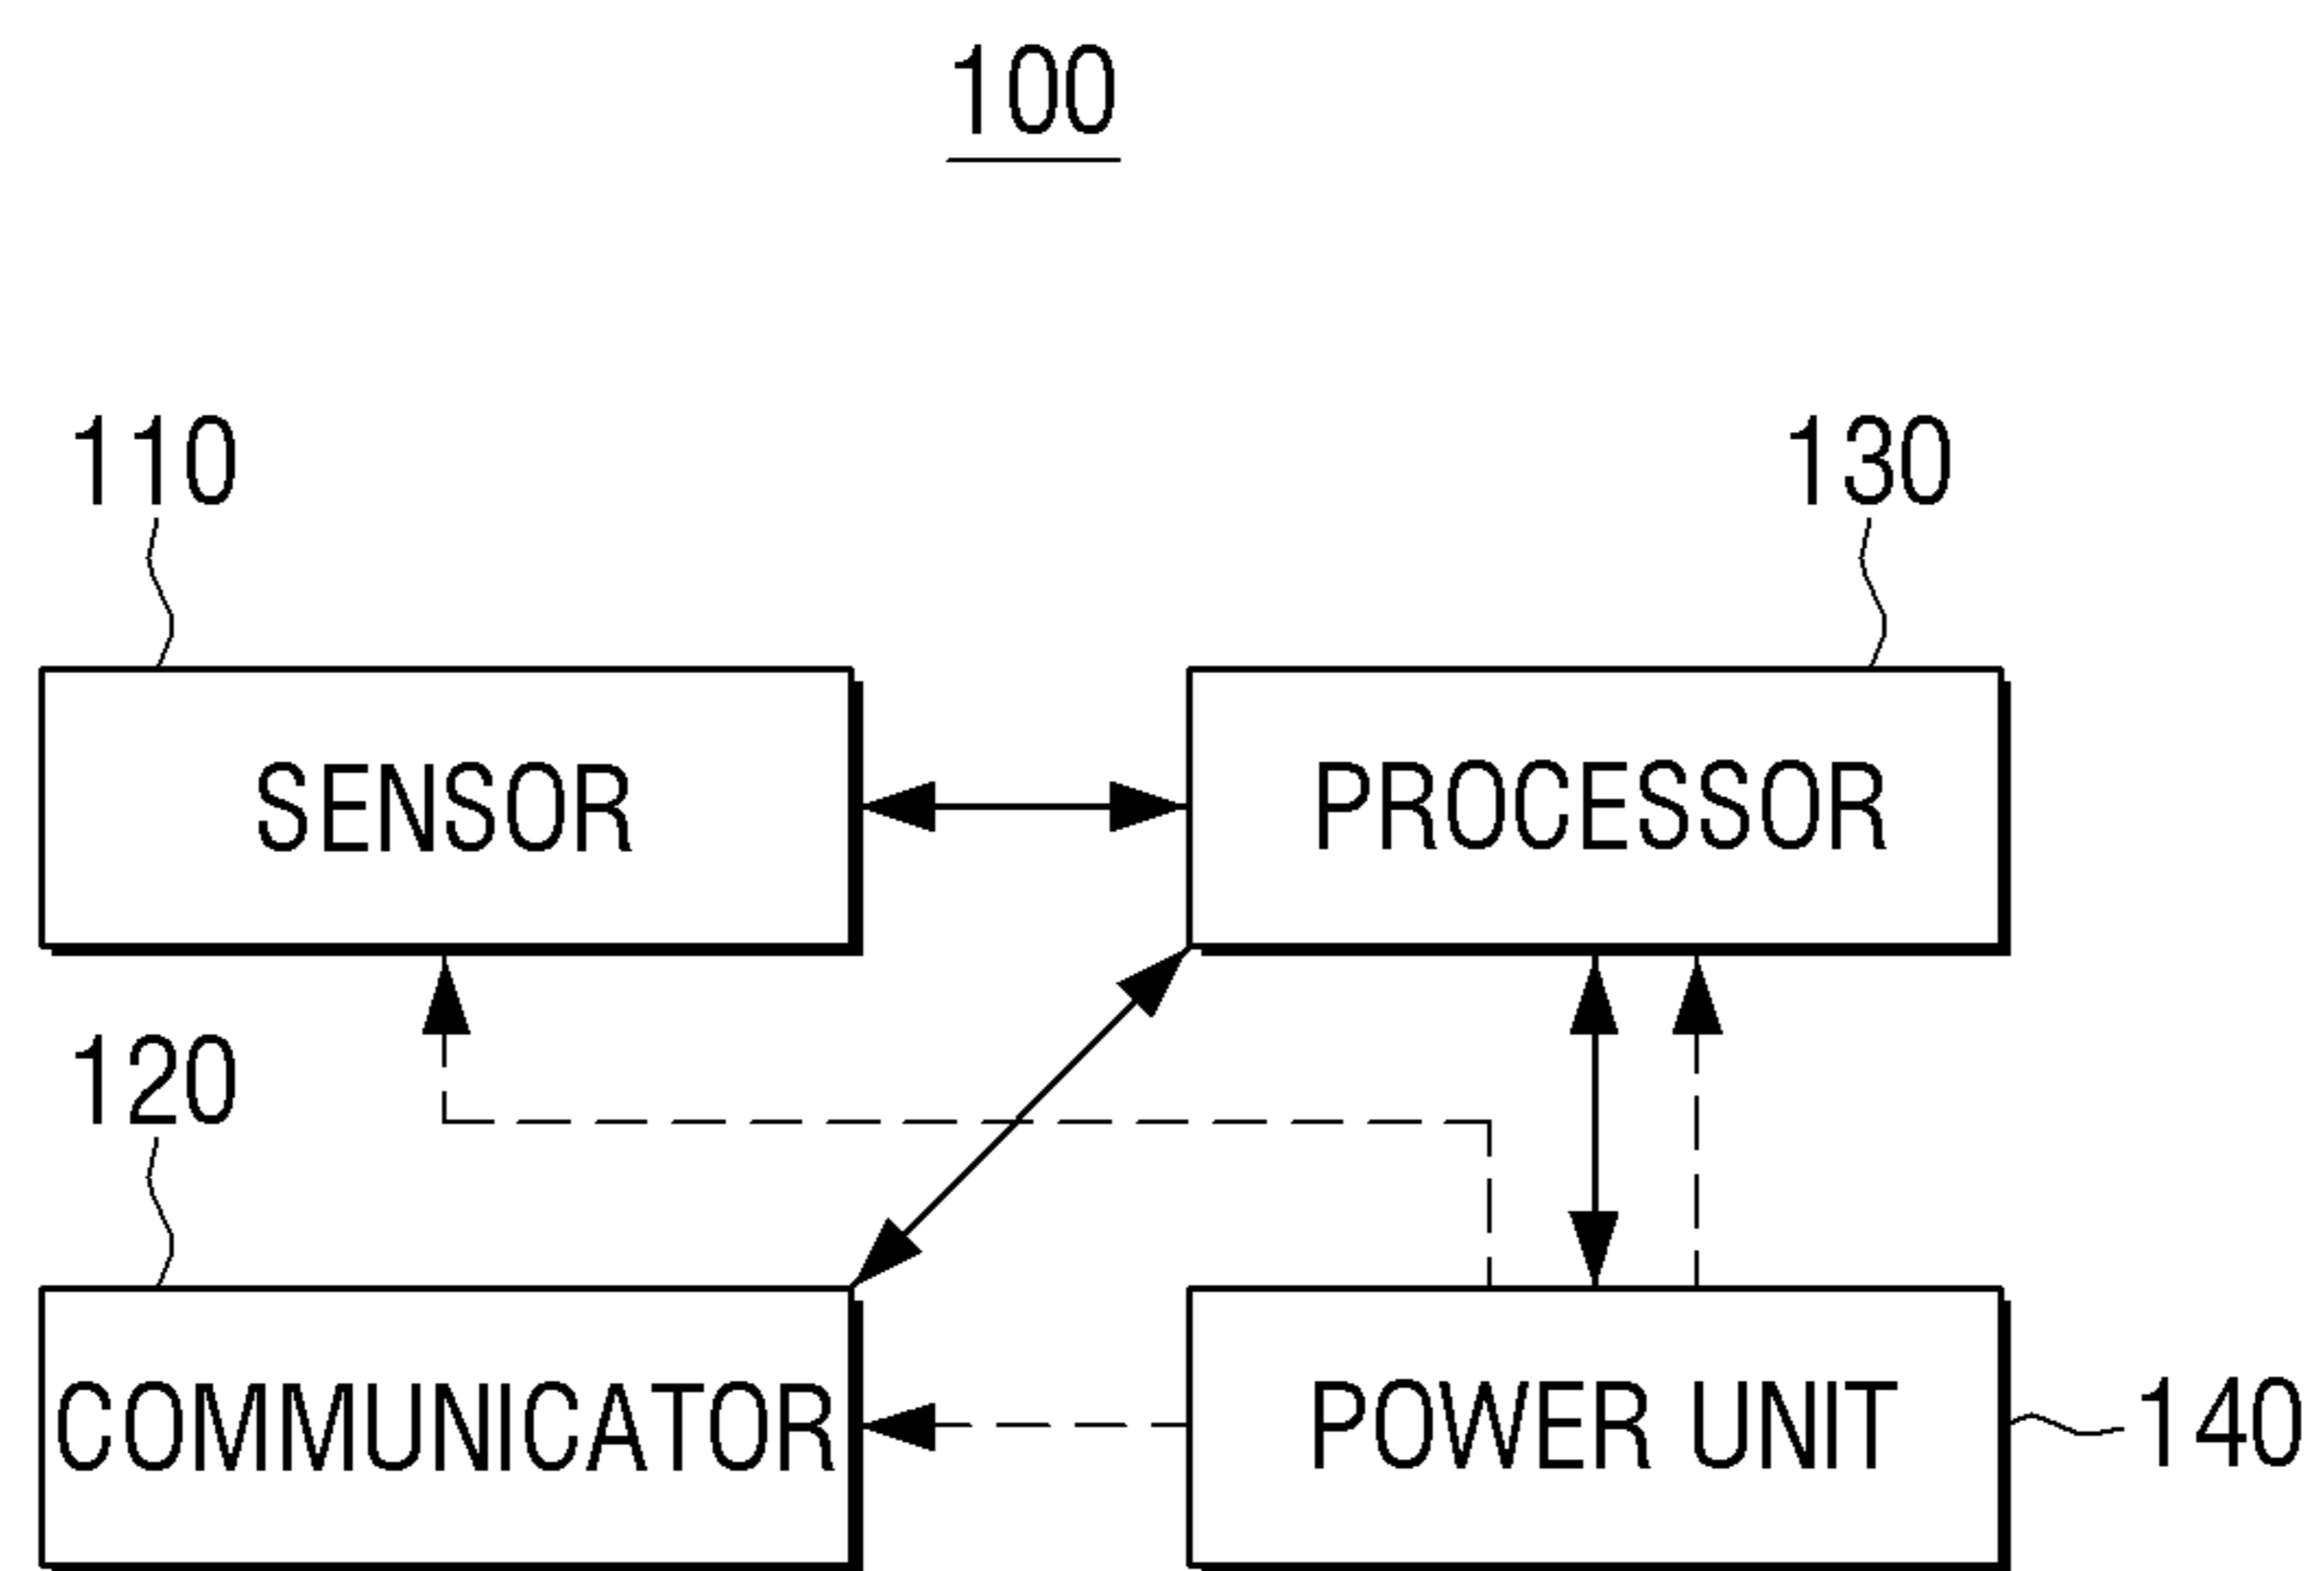 100
110
130
SENSOR
PROCESSOR
120
COMMUNICATOR
POWER UNIT
140